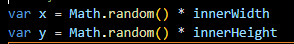 var x = Math.random() * innerWidth
var y = Math.random() * innerHeight